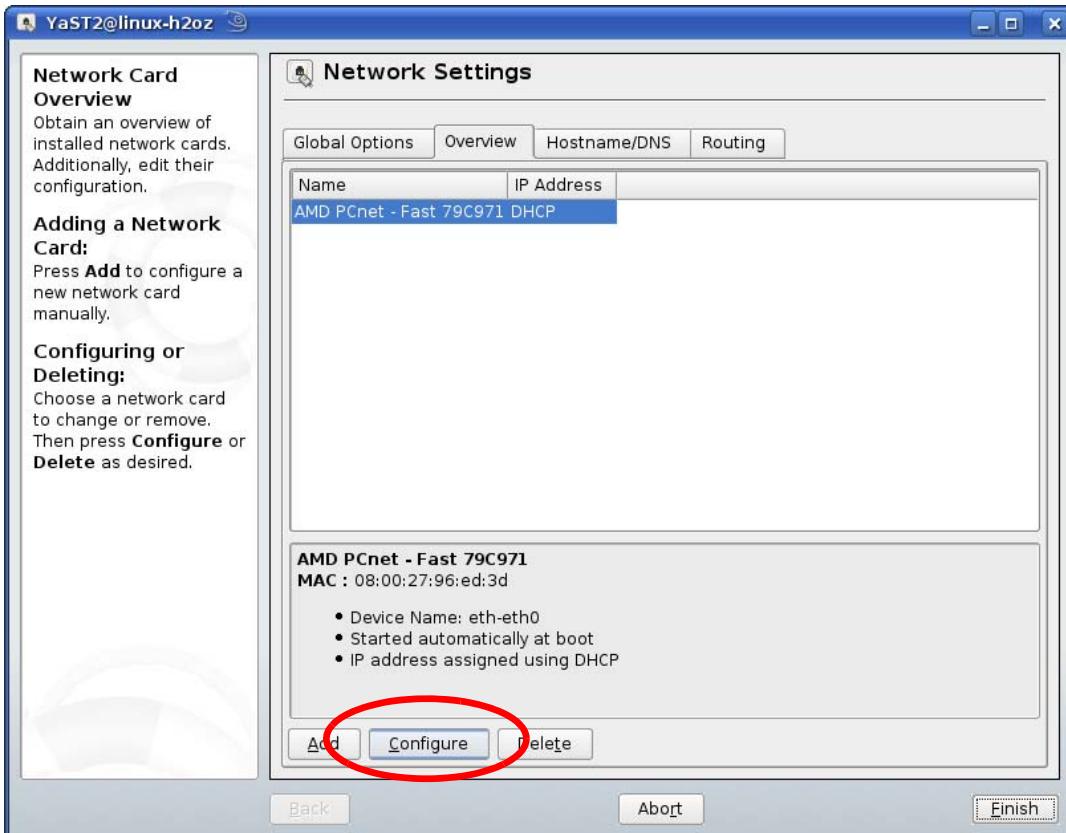 YaST2@linux-h2oz
Network Card
Overview
Obtain an overview of
installed network cards.
Additionally, edit their
configuration.
Adding a Network
Card:
Press Add to configure a
new network card
manually.
Configuring or
Deleting:
Choose a network card
to change or remove.
Then press Configure or
Delete as desired.
Network Settings
Global Options Overview Hostname/DNS Routing
Name IP Address
AMD PCnet - Fast 79C971 DHCP
AMD PCnet - Fast 79C971
MAC : 08:00:27:96:ed:3d
• Device Name: eth-eth0
• Started automatically at boot
• IP address assigned using DHCP
Add Configure Delete
Back Abort Finish